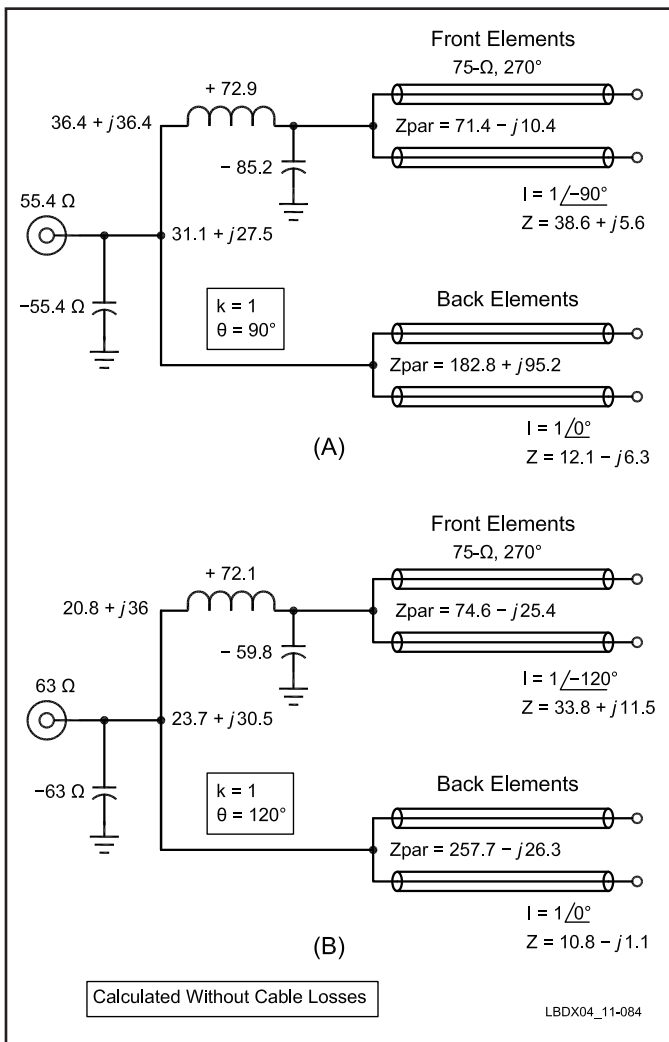 Front Elements
75-Ω, 270°
+ 72.9
36.4 + j36.4
Zpar = 71.4 – j10.4
– 85.2
I = 1/–90°
Z = 38.6 + j5.6
55.4 Ω
31.1 + j27.5
–55.4 Ω
k = 1
θ = 90°
Back Elements
Zpar = 182.8 + j95.2
I = 1/0°
Z = 12.1 – j6.3
(A)
Front Elements
75-Ω, 270°
+ 72.1
20.8 + j36
Zpar = 74.6 – j25.4
– 59.8
I = 1/–120°
Z = 33.8 + j11.5
63 Ω
23.7 + j30.5
–63 Ω
k = 1
θ = 120°
Back Elements
Zpar = 257.7 – j26.3
I = 1/0°
Z = 10.8 – j1.1
(B)
Calculated Without Cable Losses
LBDX04_11-084